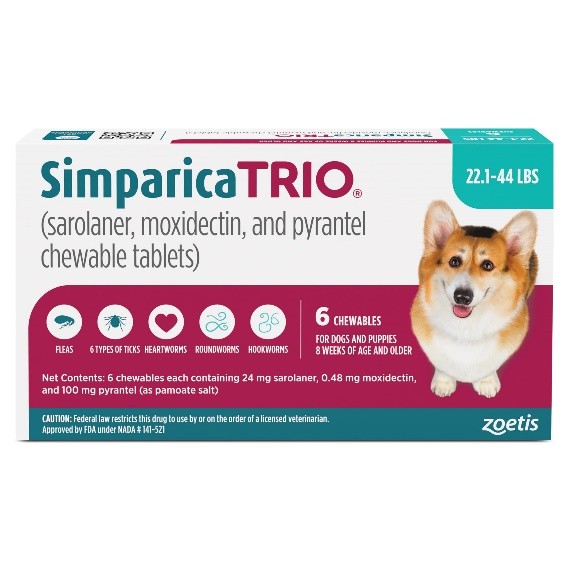 SimparicaTRIO®
22.1-44 LBS
(sarolaner, moxidectin, and pyrantel
chewable tablets)
FLEAS
6 TYPES OF TICKS
HEARTWORMS
ROUNDWORMS
HOOKWORMS
6 CHEWABLES
FOR DOGS AND PUPPIES
8 WEEKS OF AGE AND OLDER
Net Contents: 6 chewables each containing 24 mg sarolaner, 0.48 mg moxidectin,
and 100 mg pyrantel (as pamoate salt)
CAUTION: Federal law restricts this drug to use by or on the order of a licensed veterinarian.
Approved by FDA under NADA # 141-521
zoetis